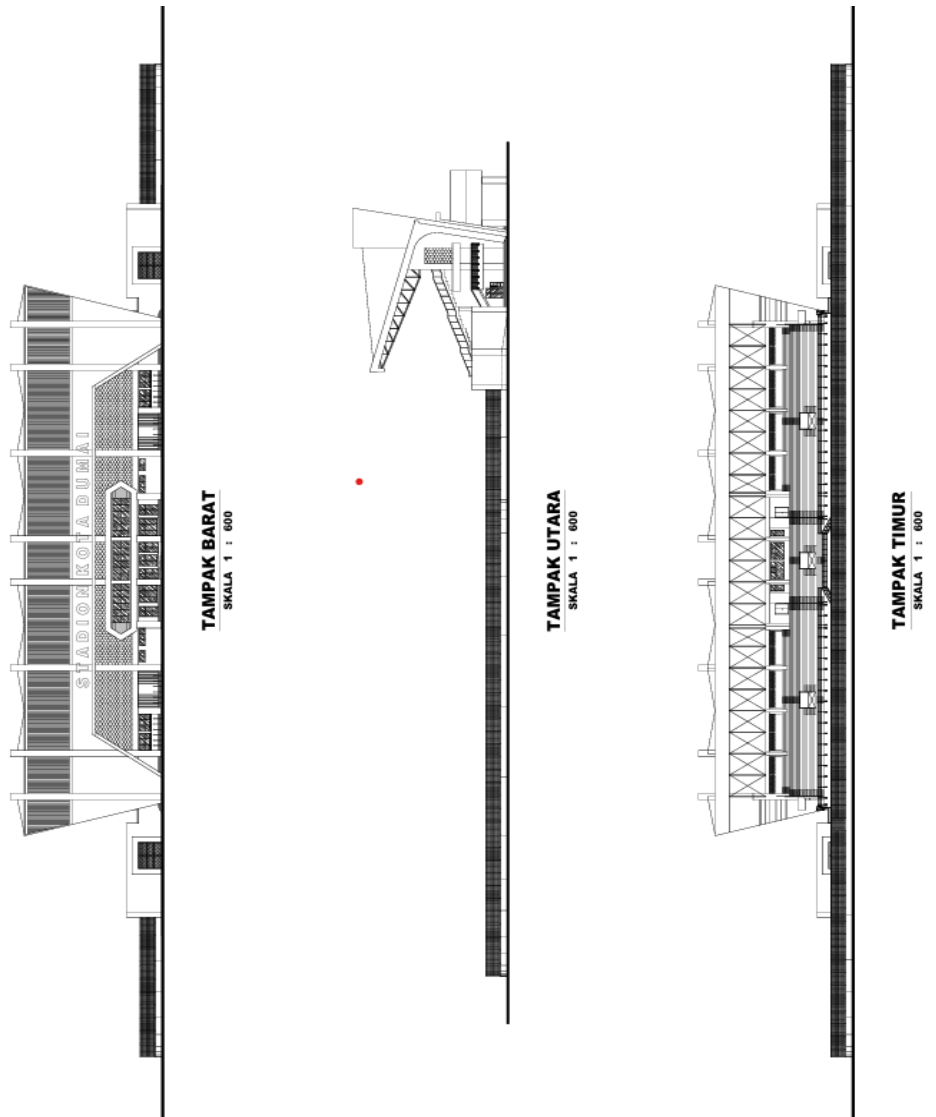 STADION KOTA DUMAI
TAMPAK BARAT
SKALA 1 : 600
TAMPAK UTARA
SKALA 1 : 600
TAMPAK TIMUR
SKALA 1 : 600